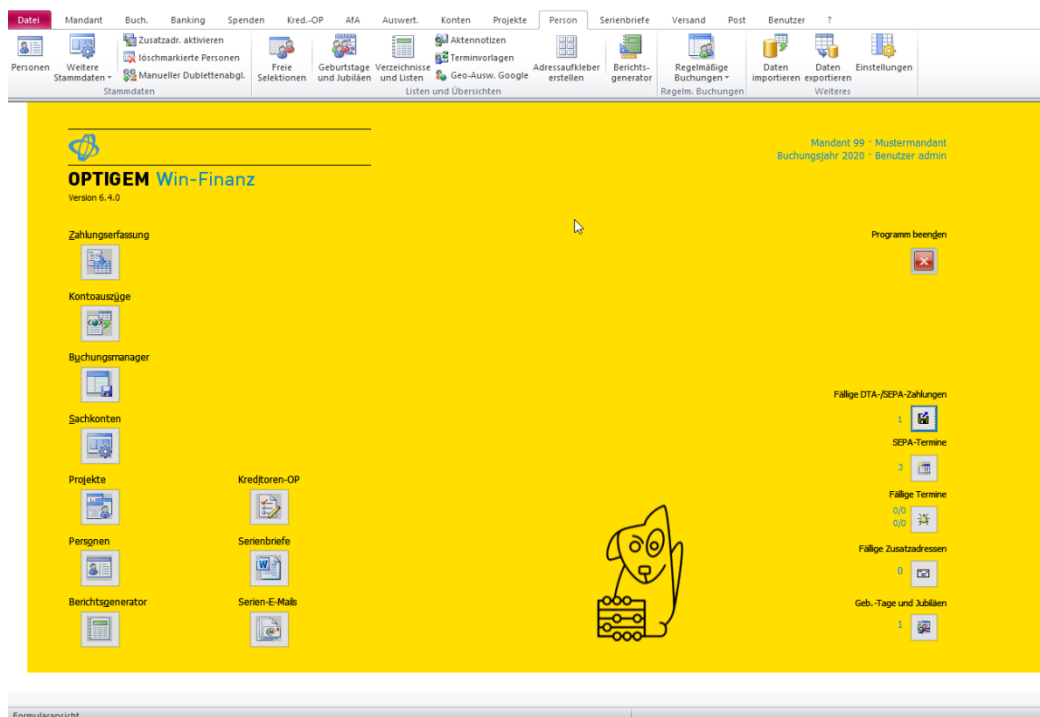 Datei Mandant Buch. Banking Spenden Kred.-OP AfA Auswert. Konten Projekte Person Serienbriefe Versand Post Benutzer ?
Personen
Weitere Stammdaten
Zusatzadr. aktivieren
löschmarkierte Personen
Manueller Dublettenabgl.
Stammdaten
Freie Selektionen
Geburtstage und Jubiläen
Verzeichnisse und Listen
Aktennotizen
Terminvorlagen
Geo-Ausw. Google
Adressaufkleber erstellen
Berichts-
generator
Listen und Übersichten
Regelmäßige Buchungen
Regelm. Buchungen
Daten importieren
Daten exportieren
Einstellungen
Weiteres
Mandant 99 · Mustermandant
Buchungsjahr 2020 · Benutzer admin
OPTIGEM Win-Finanz
Version 6.4.0
Zahlungserfassung
Programm beenden
Kontoauszüge
Buchungsmanager
Fällige DTA-/SEPA-Zahlungen
1
Sachkonten
SEPA-Termine
3
Projekte
Kreditoren-OP
Fällige Termine
0/0
0/0
Personen
Serienbriefe
Fällige Zusatzadressen
0
Berichtsgenerator
Serien-E-Mails
Geb.-Tage und Jubiläen
1
Formularansicht